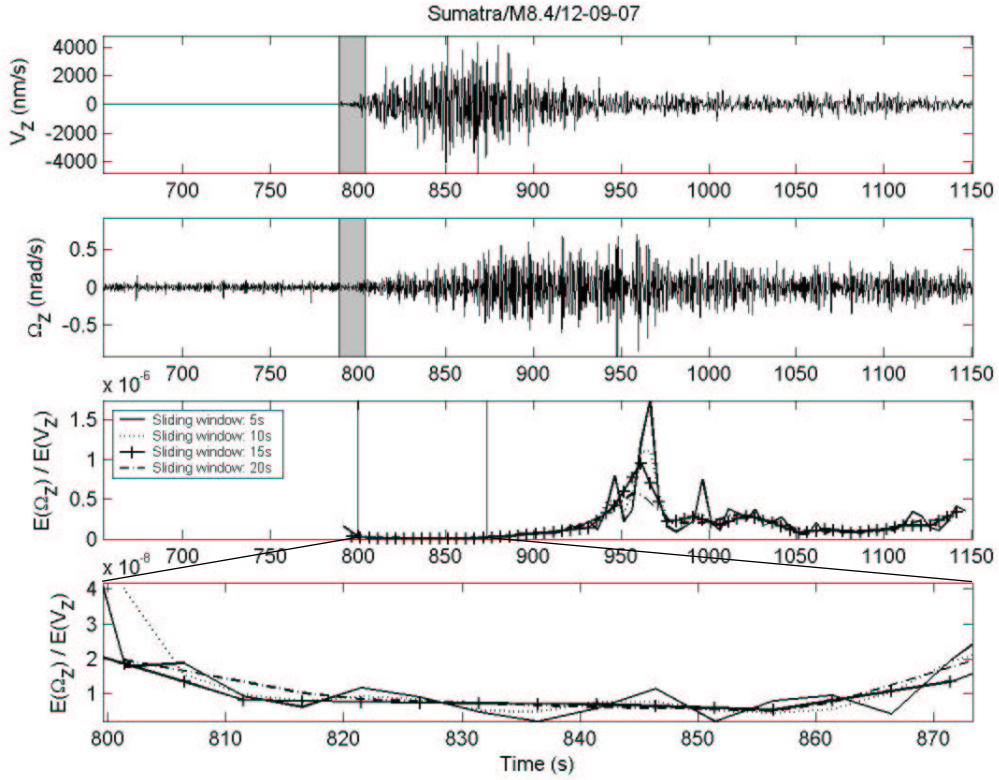 Sumatra/M8.4/12-09-07
V_Z (nm/s)
4000
2000
0
-2000
-4000
700 750 800 850 900 950 1000 1050 1100 1150
Ω_Z (nrad/s)
0.5
0
-0.5
700 750 800 850 900 950 1000 1050 1100 1150
x 10^-6
E(Ω_Z) / E(V_Z)
1.5
1
0.5
0
Sliding window: 5s
Sliding window: 10s
Sliding window: 15s
Sliding window: 20s
700 750 800 850 900 950 1000 1050 1100 1150
x 10^-8
E(Ω_Z) / E(V_Z)
4
3
2
1
800 810 820 830 840 850 860 870
Time (s)